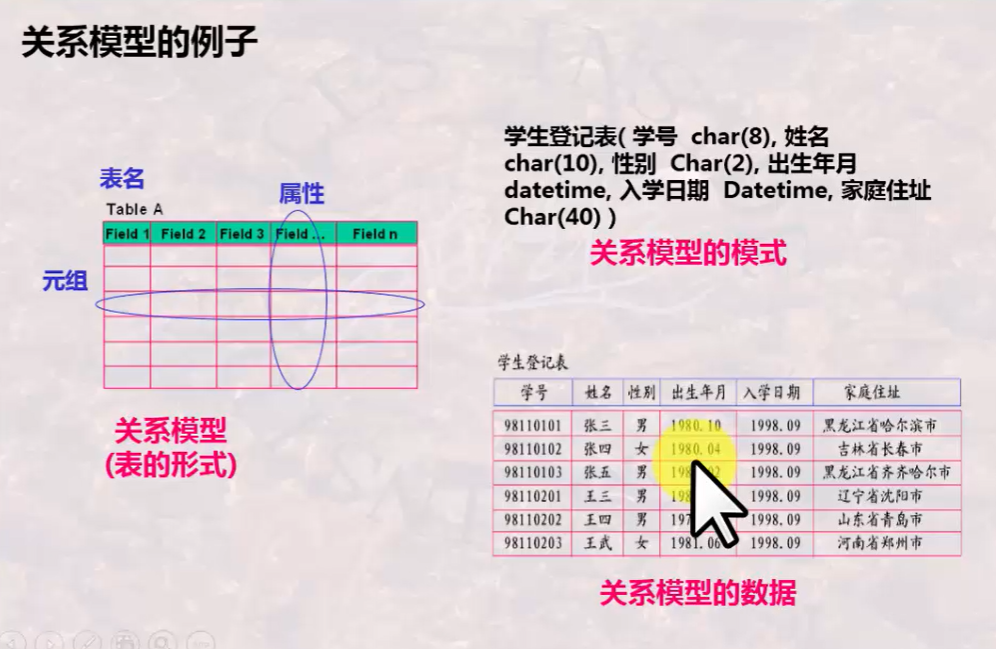 关系模型的例子
表名
属性
Table A
Field 1 Field 2 Field 3 Field ... Field n
元组
关系模型
(表的形式)
学生登记表( 学号 char(8), 姓名
char(10), 性别 Char(2), 出生年月
datetime, 入学日期 Datetime, 家庭住址
Char(40) )
关系模型的模式
学生登记表
学号 姓名 性别 出生年月 入学日期 家庭住址
98110101 张三 男 1980.10 1998.09 黑龙江省哈尔滨市
98110102 张四 女 1980.04 1998.09 吉林省长春市
98110103 张五 男 1998.09 黑龙江省齐齐哈尔市
98110201 王三 男 1998.09 辽宁省沈阳市
98110202 王四 男 1998.09 山东省青岛市
98110203 王武 女 1981.06 1998.09 河南省郑州市
关系模型的数据